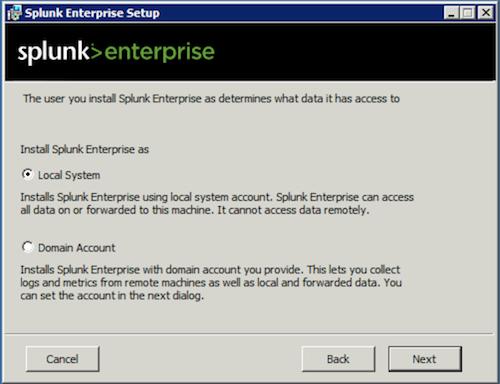 Splunk Enterprise Setup
splunk>enterprise
The user you install Splunk Enterprise as determines what data it has access to
Install Splunk Enterprise as
Local System
Installs Splunk Enterprise using local system account. Splunk Enterprise can access
all data on or forwarded to this machine. It cannot access data remotely.
Domain Account
Installs Splunk Enterprise with domain account you provide. This lets you collect
logs and metrics from remote machines as well as local and forwarded data. You
can set the account in the next dialog.
Cancel
Back
Next